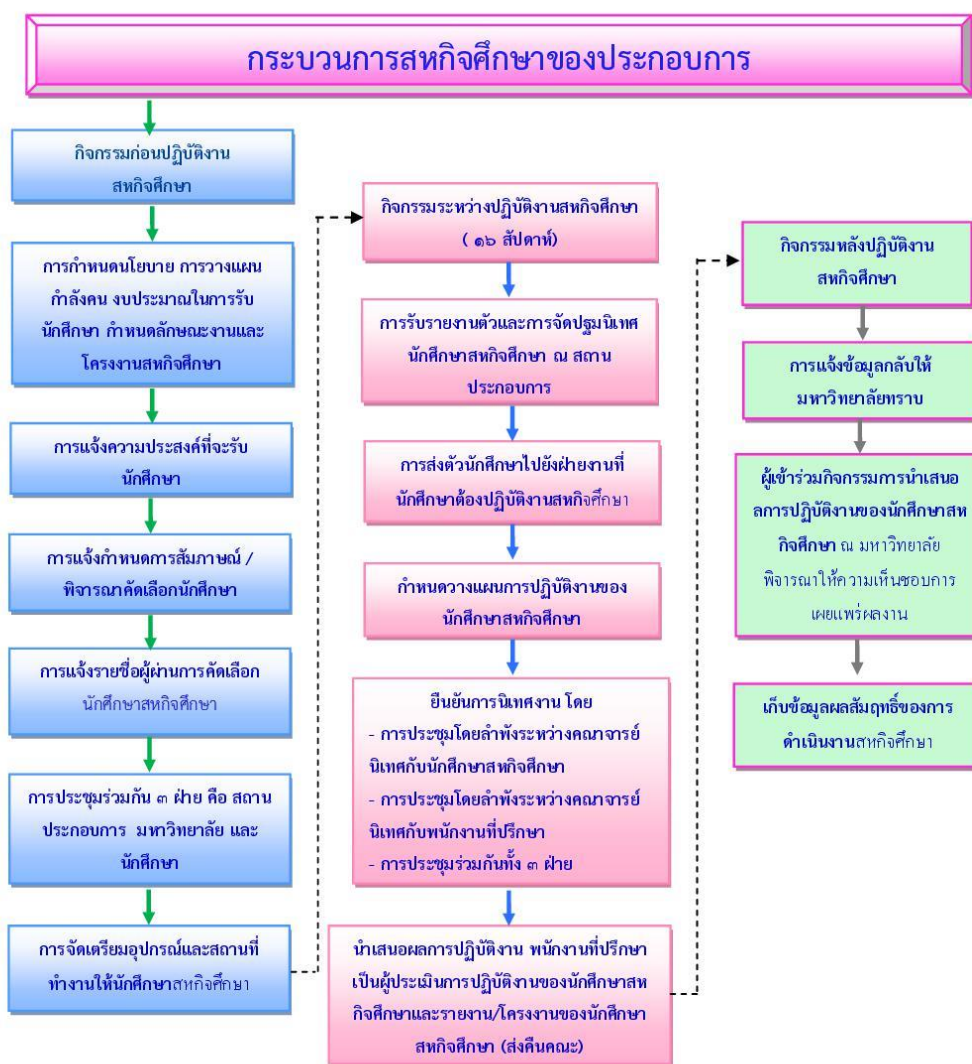 กระบวนการสหกิจศึกษาของประกอบการ
กิจกรรมก่อนปฏิบัติงาน
สหกิจศึกษา
การกำหนดนโยบาย การวางแผน
กำลังคน งบประมาณในการรับ
นักศึกษา กำหนดลักษณะงานและ
โครงงานสหกิจศึกษา
การแจ้งความประสงค์ที่จะรับ
นักศึกษา
การแจ้งกำหนดการสัมภาษณ์ /
พิจารณาคัดเลือกนักศึกษา
การแจ้งรายชื่อผู้ผ่านการคัดเลือก
นักศึกษาสหกิจศึกษา
การประชุมร่วมกัน ๓ ฝ่าย คือ สถาน
ประกอบการ มหาวิทยาลัย และ
นักศึกษา
การจัดเตรียมอุปกรณ์และสถานที่
ทำงานให้นักศึกษาสหกิจศึกษา
กิจกรรมระหว่างปฏิบัติงานสหกิจศึกษา
( ๑๖ สัปดาห์)
การรับรายงานตัวและการจัดปฐมนิเทศ
นักศึกษาสหกิจศึกษา ณ สถาน
ประกอบการ
การส่งตัวนักศึกษาไปยังฝ่ายงานที่
นักศึกษาต้องปฏิบัติงานสหกิจศึกษา
กำหนดวางแผนการปฏิบัติงานของ
นักศึกษาสหกิจศึกษา
ยืนยันการนิเทศงาน โดย
- การประชุมโดยลำพังระหว่างคณาจารย์
นิเทศกับนักศึกษาสหกิจศึกษา
- การประชุมโดยลำพังระหว่างคณาจารย์
นิเทศกับพนักงานที่ปรึกษา
- การประชุมร่วมกันทั้ง ๓ ฝ่าย
นำเสนอผลการปฏิบัติงาน พนักงานที่ปรึกษา
เป็นผู้ประเมินการปฏิบัติงานของนักศึกษาสห
กิจศึกษาและรายงาน/โครงงานของนักศึกษา
สหกิจศึกษา (ส่งคืนคณะ)
กิจกรรมหลังปฏิบัติงาน
สหกิจศึกษา
การแจ้งข้อมูลกลับให้
มหาวิทยาลัยทราบ
ผู้เข้าร่วมกิจกรรมการนำเสนอ
ลการปฏิบัติงานของนักศึกษาสห
กิจศึกษา ณ มหาวิทยาลัย
พิจารณาให้ความเห็นชอบการ
เผยแพร่ผลงาน
เก็บข้อมูลผลสัมฤทธิ์ของการ
ดำเนินงานสหกิจศึกษา